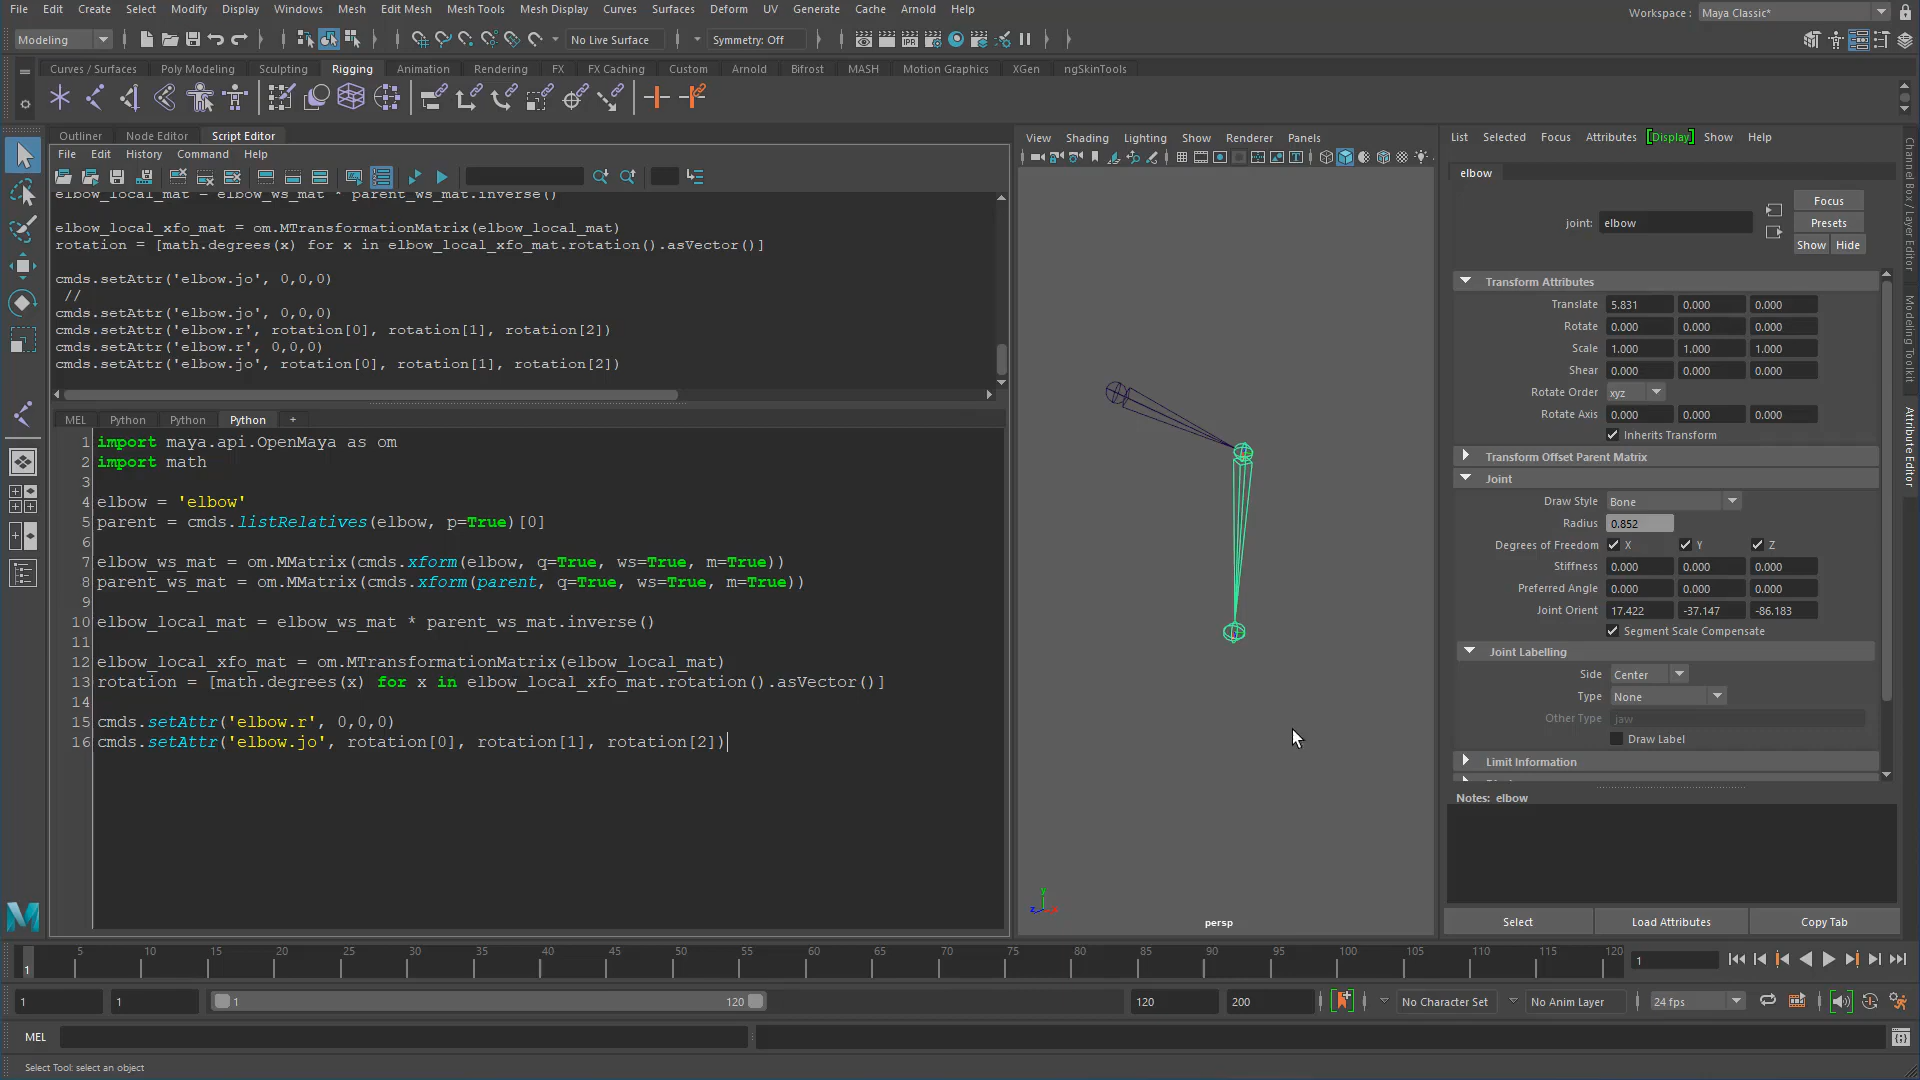 File Edit Create Select Modify Display Windows Mesh Edit Mesh Mesh Tools Mesh Display Curves Surfaces Deform UV Generate Cache Arnold Help
Workspace : Maya Classic*
Modeling
No Live Surface
Symmetry: Off
IPR
Curves / Surfaces Poly Modeling Sculpting Rigging Animation Rendering FX FX Caching Custom Arnold Bifrost MASH Motion Graphics XGen ngSkinTools
Outliner Node Editor Script Editor
File Edit History Command Help
elbow_local_mat = elbow_ws_mat * parent_ws_mat.inverse()
elbow_local_xfo_mat = om.MTransformationMatrix(elbow_local_mat)
rotation = [math.degrees(x) for x in elbow_local_xfo_mat.rotation().asVector()]
cmds.setAttr('elbow.jo', 0,0,0)
//
cmds.setAttr('elbow.jo', 0,0,0)
cmds.setAttr('elbow.r', rotation[0], rotation[1], rotation[2])
cmds.setAttr('elbow.r', 0,0,0)
cmds.setAttr('elbow.jo', rotation[0], rotation[1], rotation[2])
MEL Python Python Python +
1 import maya.api.OpenMaya as om
2 import math
3
4 elbow = 'elbow'
5 parent = cmds.listRelatives(elbow, p=True)[0]
6
7 elbow_ws_mat = om.MMatrix(cmds.xform(elbow, q=True, ws=True, m=True))
8 parent_ws_mat = om.MMatrix(cmds.xform(parent, q=True, ws=True, m=True))
9
10 elbow_local_mat = elbow_ws_mat * parent_ws_mat.inverse()
11
12 elbow_local_xfo_mat = om.MTransformationMatrix(elbow_local_mat)
13 rotation = [math.degrees(x) for x in elbow_local_xfo_mat.rotation().asVector()]
14
15 cmds.setAttr('elbow.r', 0,0,0)
16 cmds.setAttr('elbow.jo', rotation[0], rotation[1], rotation[2])
View Shading Lighting Show Renderer Panels
y
z x
persp
List Selected Focus Attributes [Display] Show Help
elbow
joint: elbow
Focus
Presets
Show Hide
Transform Attributes
Translate 5.831 0.000 0.000
Rotate 0.000 0.000 0.000
Scale 1.000 1.000 1.000
Shear 0.000 0.000 0.000
Rotate Order xyz
Rotate Axis 0.000 0.000 0.000
Inherits Transform
Transform Offset Parent Matrix
Joint
Draw Style Bone
Radius 0.852
Degrees of Freedom X Y Z
Stiffness 0.000 0.000 0.000
Preferred Angle 0.000 0.000 0.000
Joint Orient 17.422 -37.147 -86.183
Segment Scale Compensate
Joint Labelling
Side Center
Type None
Other Type jaw
Draw Label
Limit Information
Notes: elbow
Select Load Attributes Copy Tab
Channel Box / Layer Editor
Modeling Toolkit
Attribute Editor
5 10 15 20 25 30 35 40 45 50 55 60 65 70 75 80 85 90 95 100 105 110 115 120
1
1
1 1 1 120 120 200 No Character Set No Anim Layer 24 fps
MEL
Select Tool: select an object